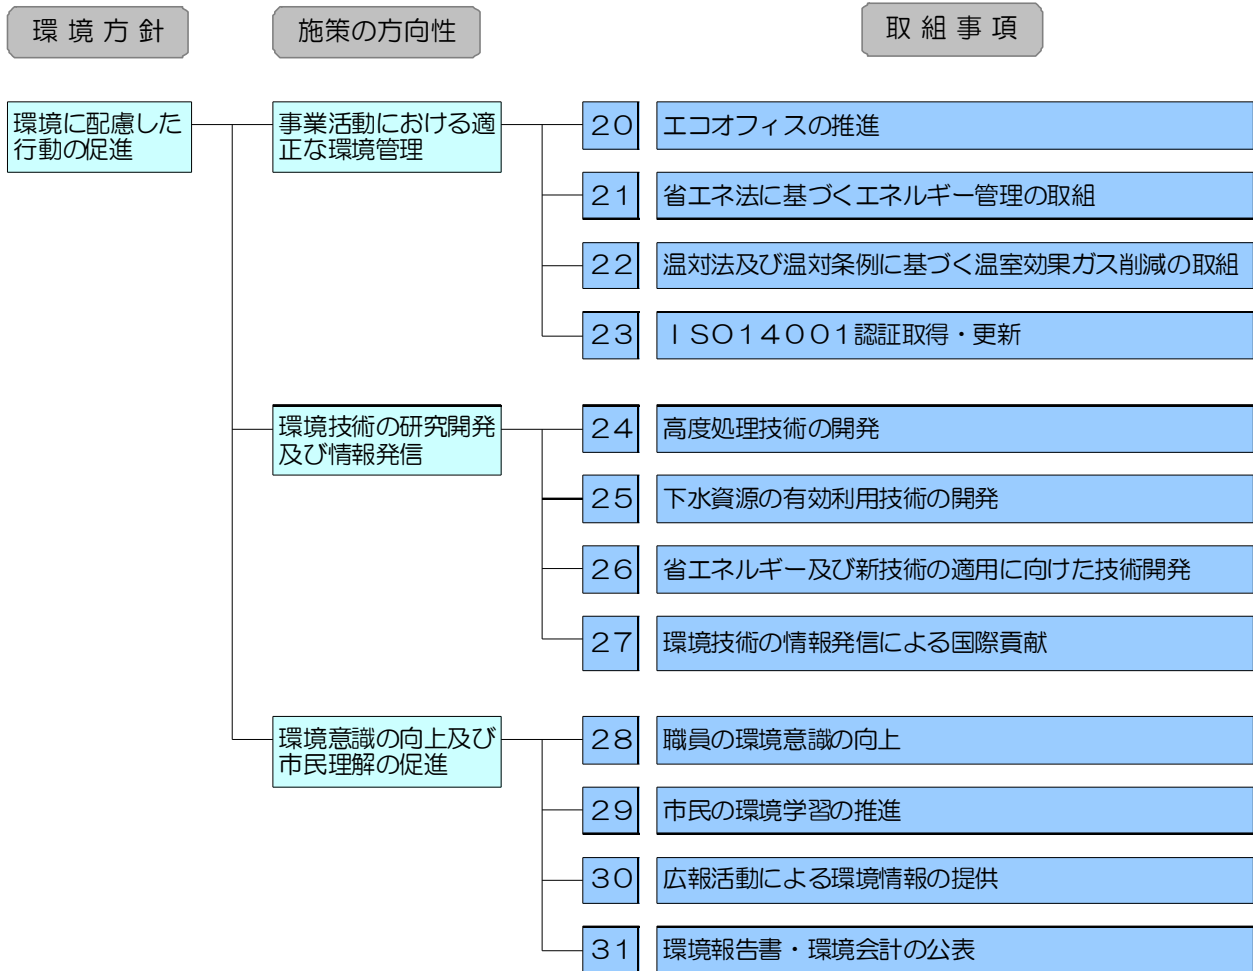 環境方針
施策の方向性
取組事項
環境に配慮した
行動の促進
事業活動における適
正な環境管理
20 エコオフィスの推進
21 省エネ法に基づくエネルギー管理の取組
22 温対法及び温対条例に基づく温室効果ガス削減の取組
23 ISO14001認証取得・更新
環境技術の研究開発
及び情報発信
24 高度処理技術の開発
25 下水資源の有効利用技術の開発
26 省エネルギー及び新技術の適用に向けた技術開発
27 環境技術の情報発信による国際貢献
環境意識の向上及び
市民理解の促進
28 職員の環境意識の向上
29 市民の環境学習の推進
30 広報活動による環境情報の提供
31 環境報告書・環境会計の公表